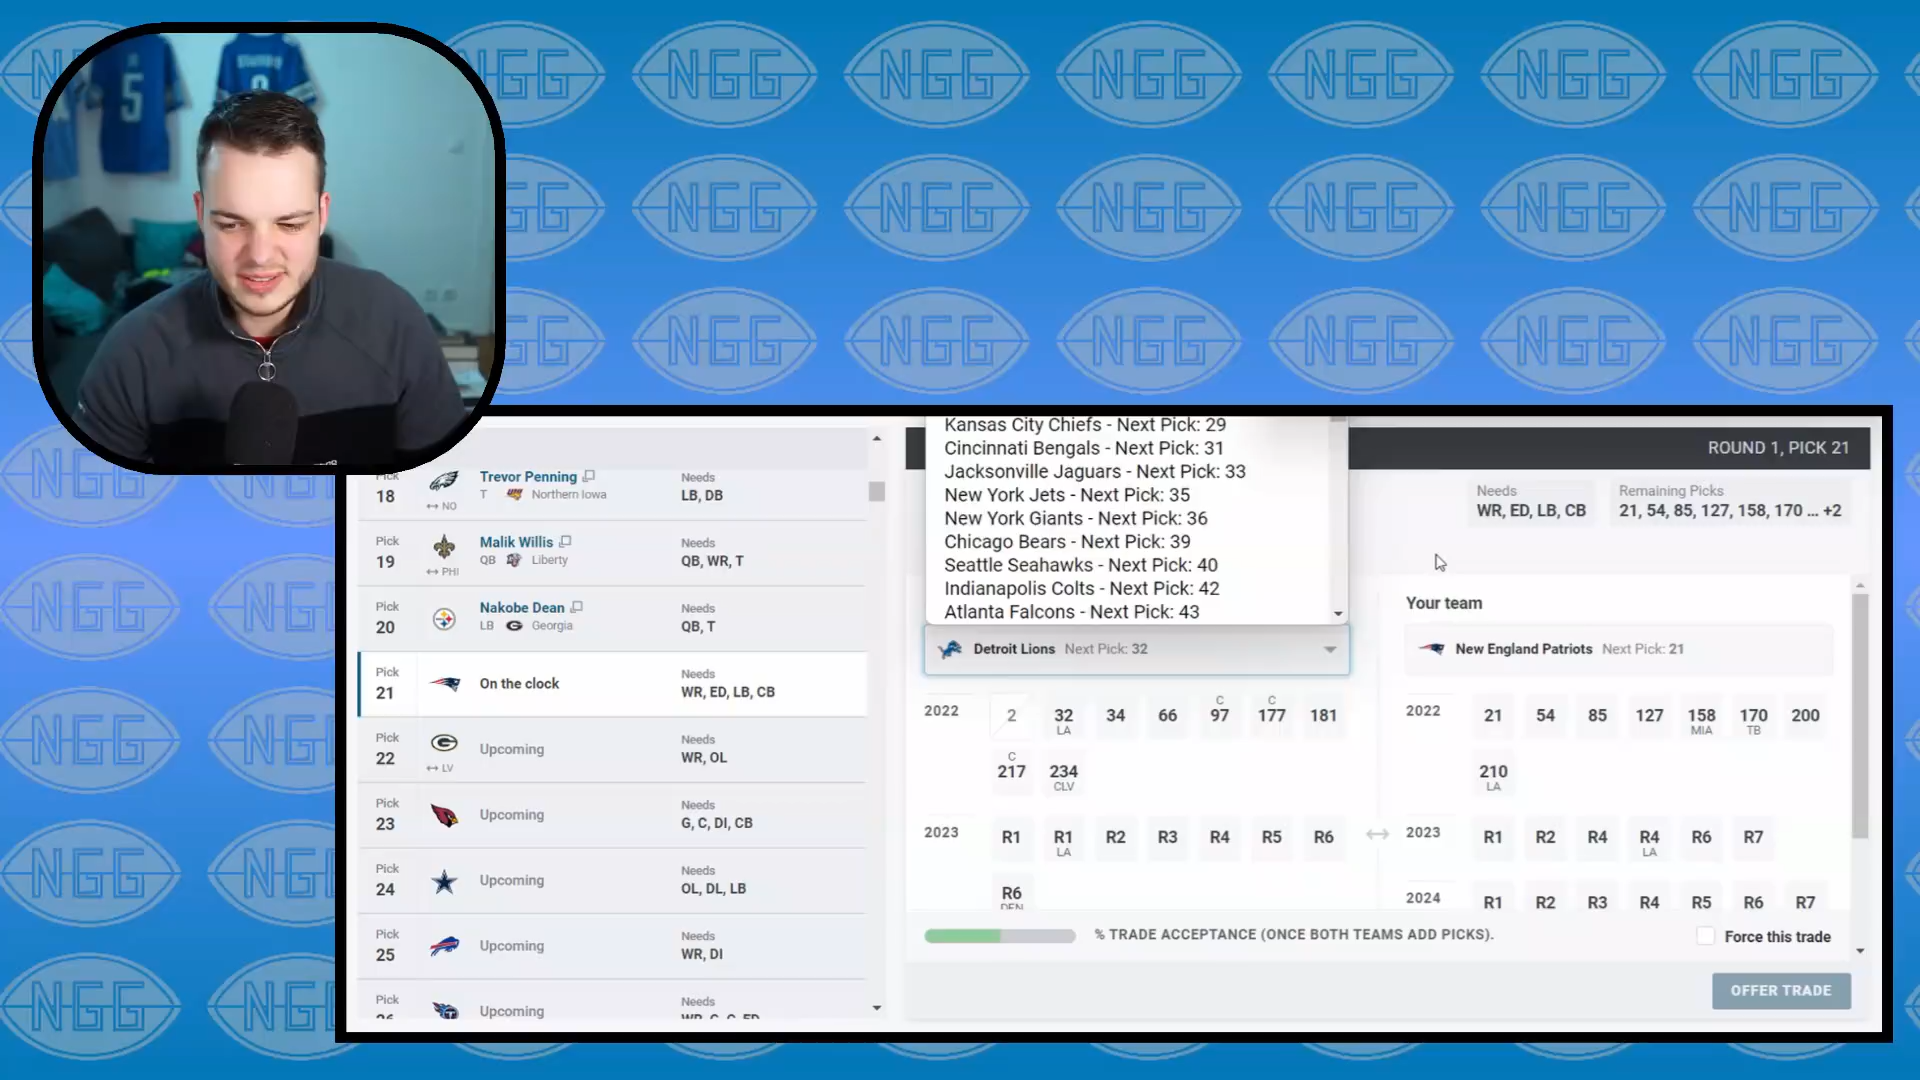 5
NGG
Kansas City Chiefs - Next Pick: 29
Cincinnati Bengals - Next Pick: 31
Jacksonville Jaguars - Next Pick: 33
New York Jets - Next Pick: 35
New York Giants - Next Pick: 36
Chicago Bears - Next Pick: 39
Seattle Seahawks - Next Pick: 40
Indianapolis Colts - Next Pick: 42
Atlanta Falcons - Next Pick: 43
ROUND 1, PICK 21
Needs
WR, ED, LB, CB
Remaining Picks
21, 54, 85, 127, 158, 170 ... +2
Pick
18
NO
Trevor Penning
T Northern Iowa
Needs
LB, DB
Pick
19
PHI
Malik Willis
QB Liberty
Needs
QB, WR, T
Pick
20
Nakobe Dean
LB Georgia
Needs
QB, T
Pick
21
On the clock
Needs
WR, ED, LB, CB
Pick
22
LV
Upcoming
Needs
WR, OL
Pick
23
Upcoming
Needs
G, C, DI, CB
Pick
24
Upcoming
Needs
OL, DL, LB
Pick
25
Upcoming
Needs
WR, DI
Pick
26
Upcoming
Needs
WR, G, C, ED
Detroit Lions Next Pick: 32
2022
2
32
LA
34
66
C
97
C
177
181
C
217
234
CLV
2023
R1
R1
LA
R2
R3
R4
R5
R6
R6
DEN
Your team
New England Patriots Next Pick: 21
2022
21
54
85
127
158
MIA
170
TB
200
210
LA
2023
R1
R2
R4
R4
LA
R6
R7
2024
R1
R2
R3
R4
R5
R6
R7
% TRADE ACCEPTANCE (ONCE BOTH TEAMS ADD PICKS).
Force this trade
OFFER TRADE